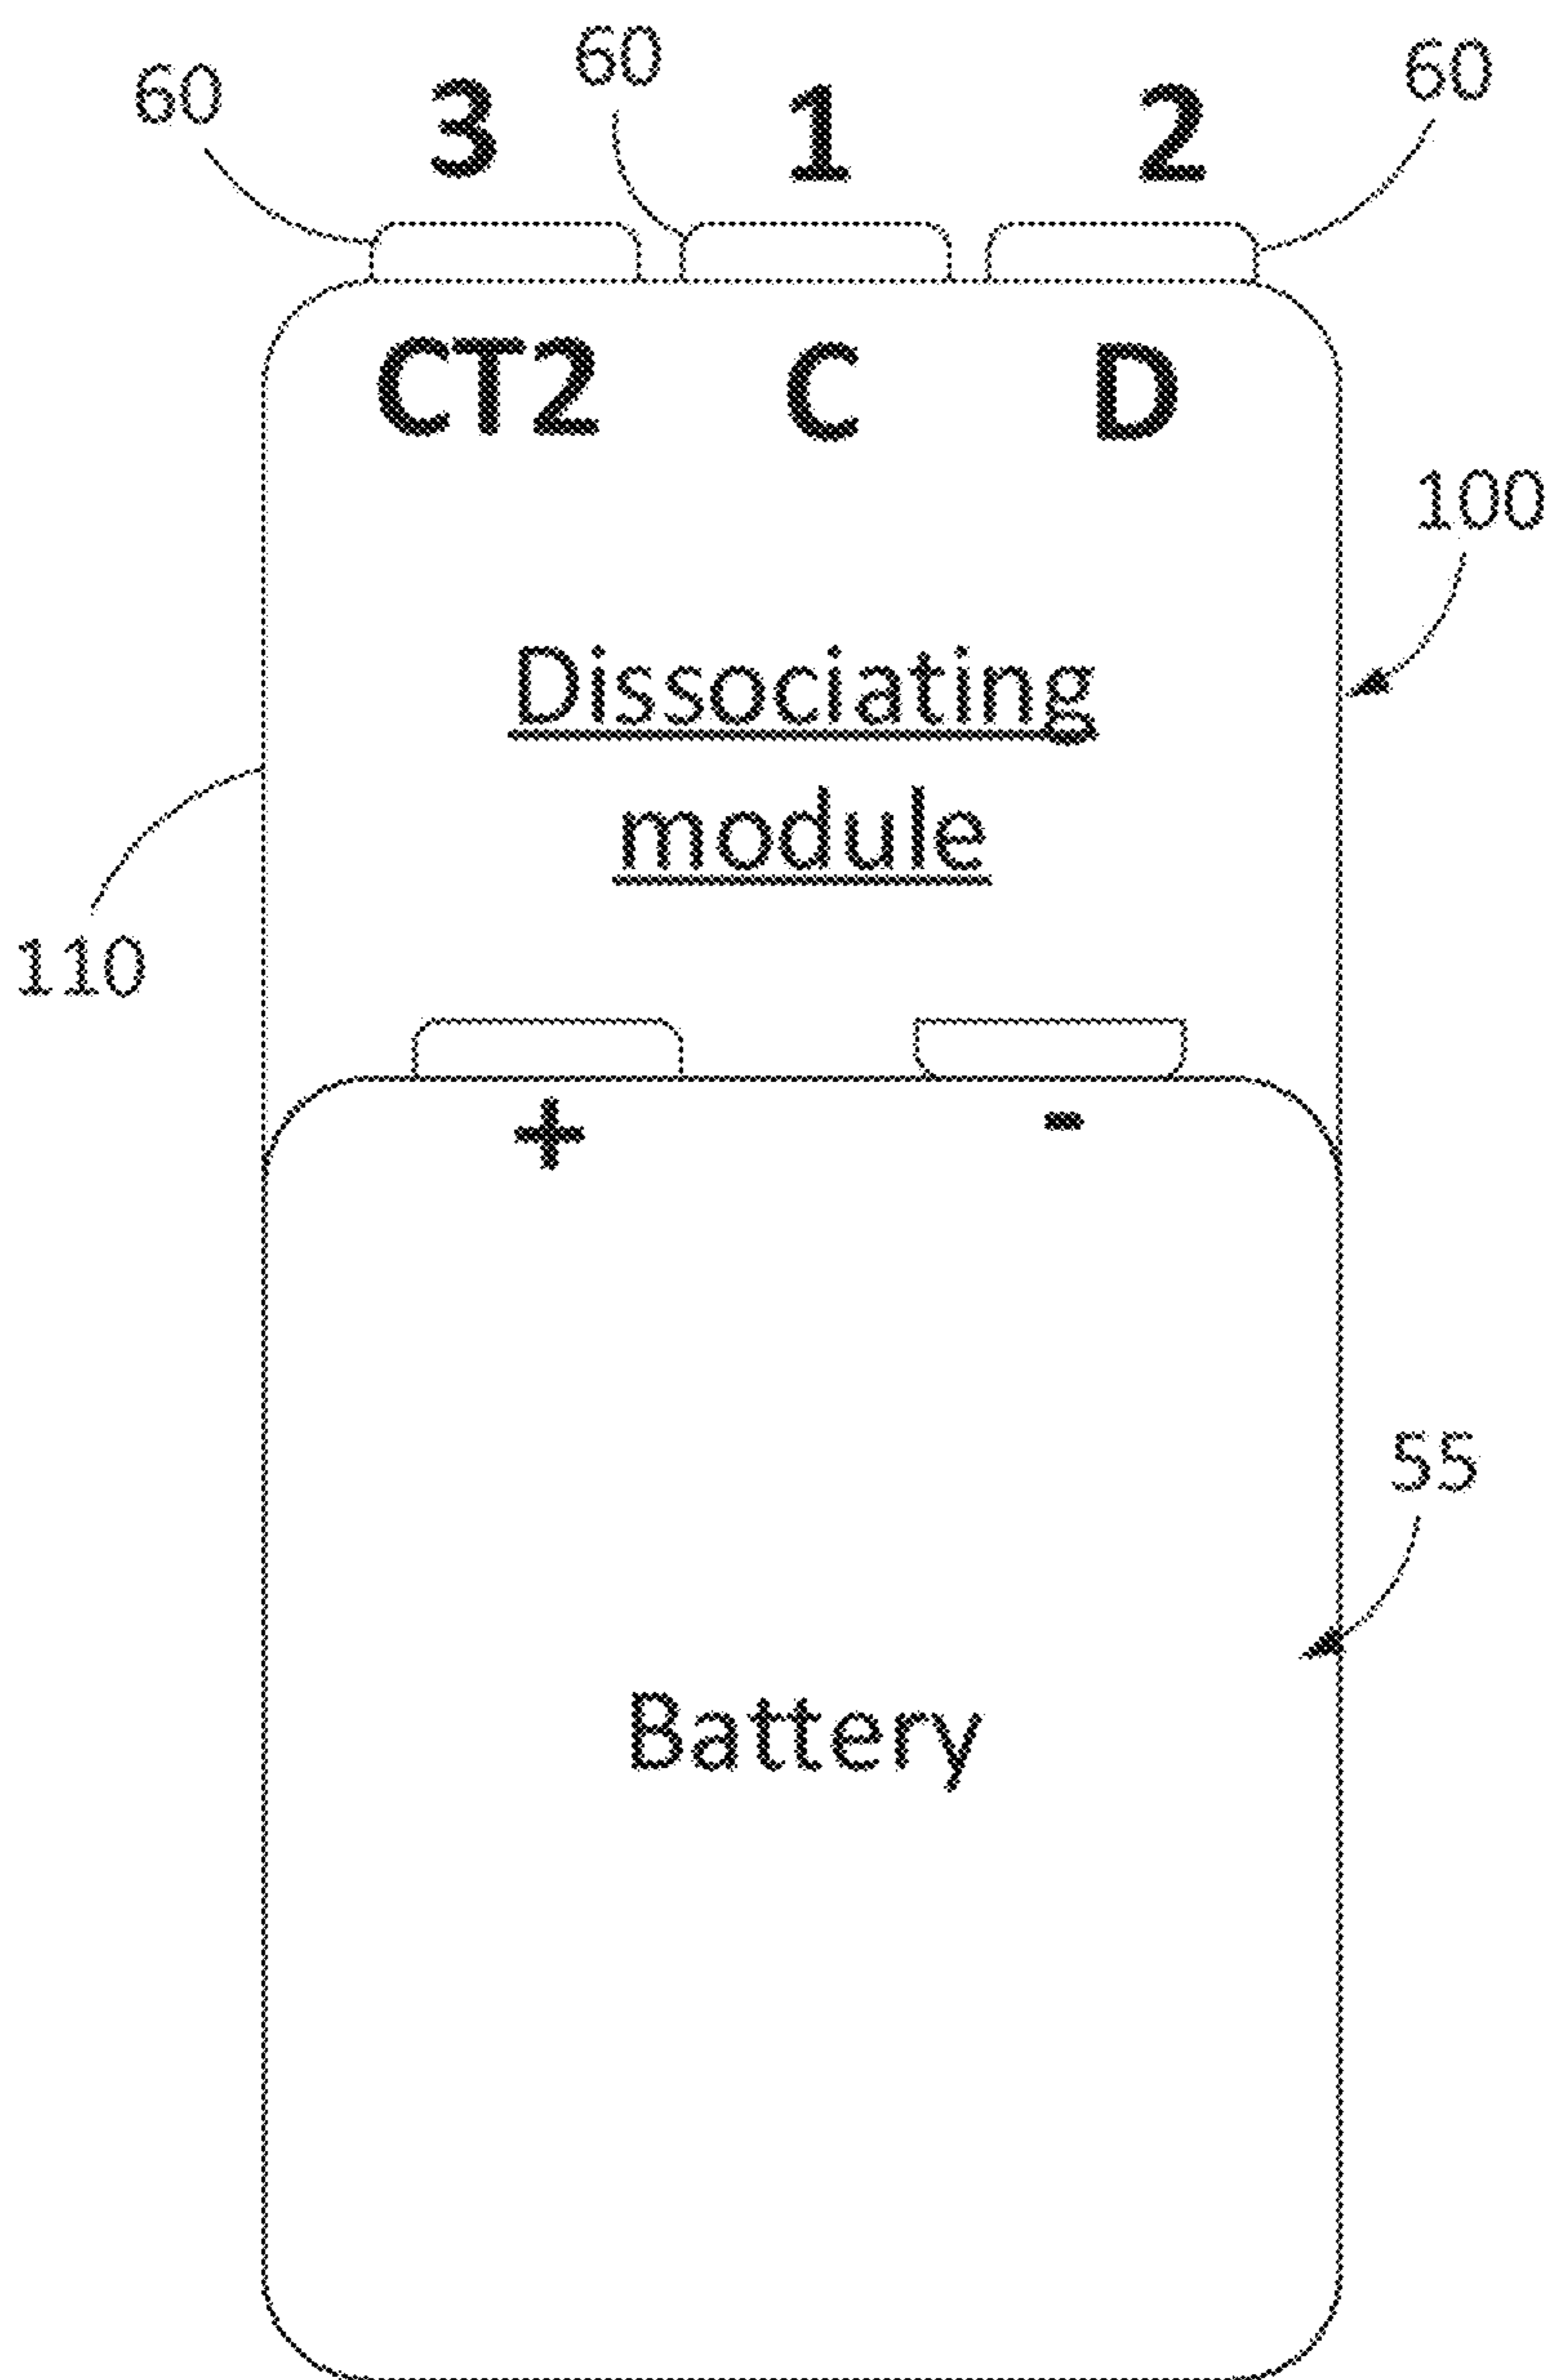 60 3 60 1 2 60
CT2 C D
100
Dissociating
module
110
+ -
55
Battery